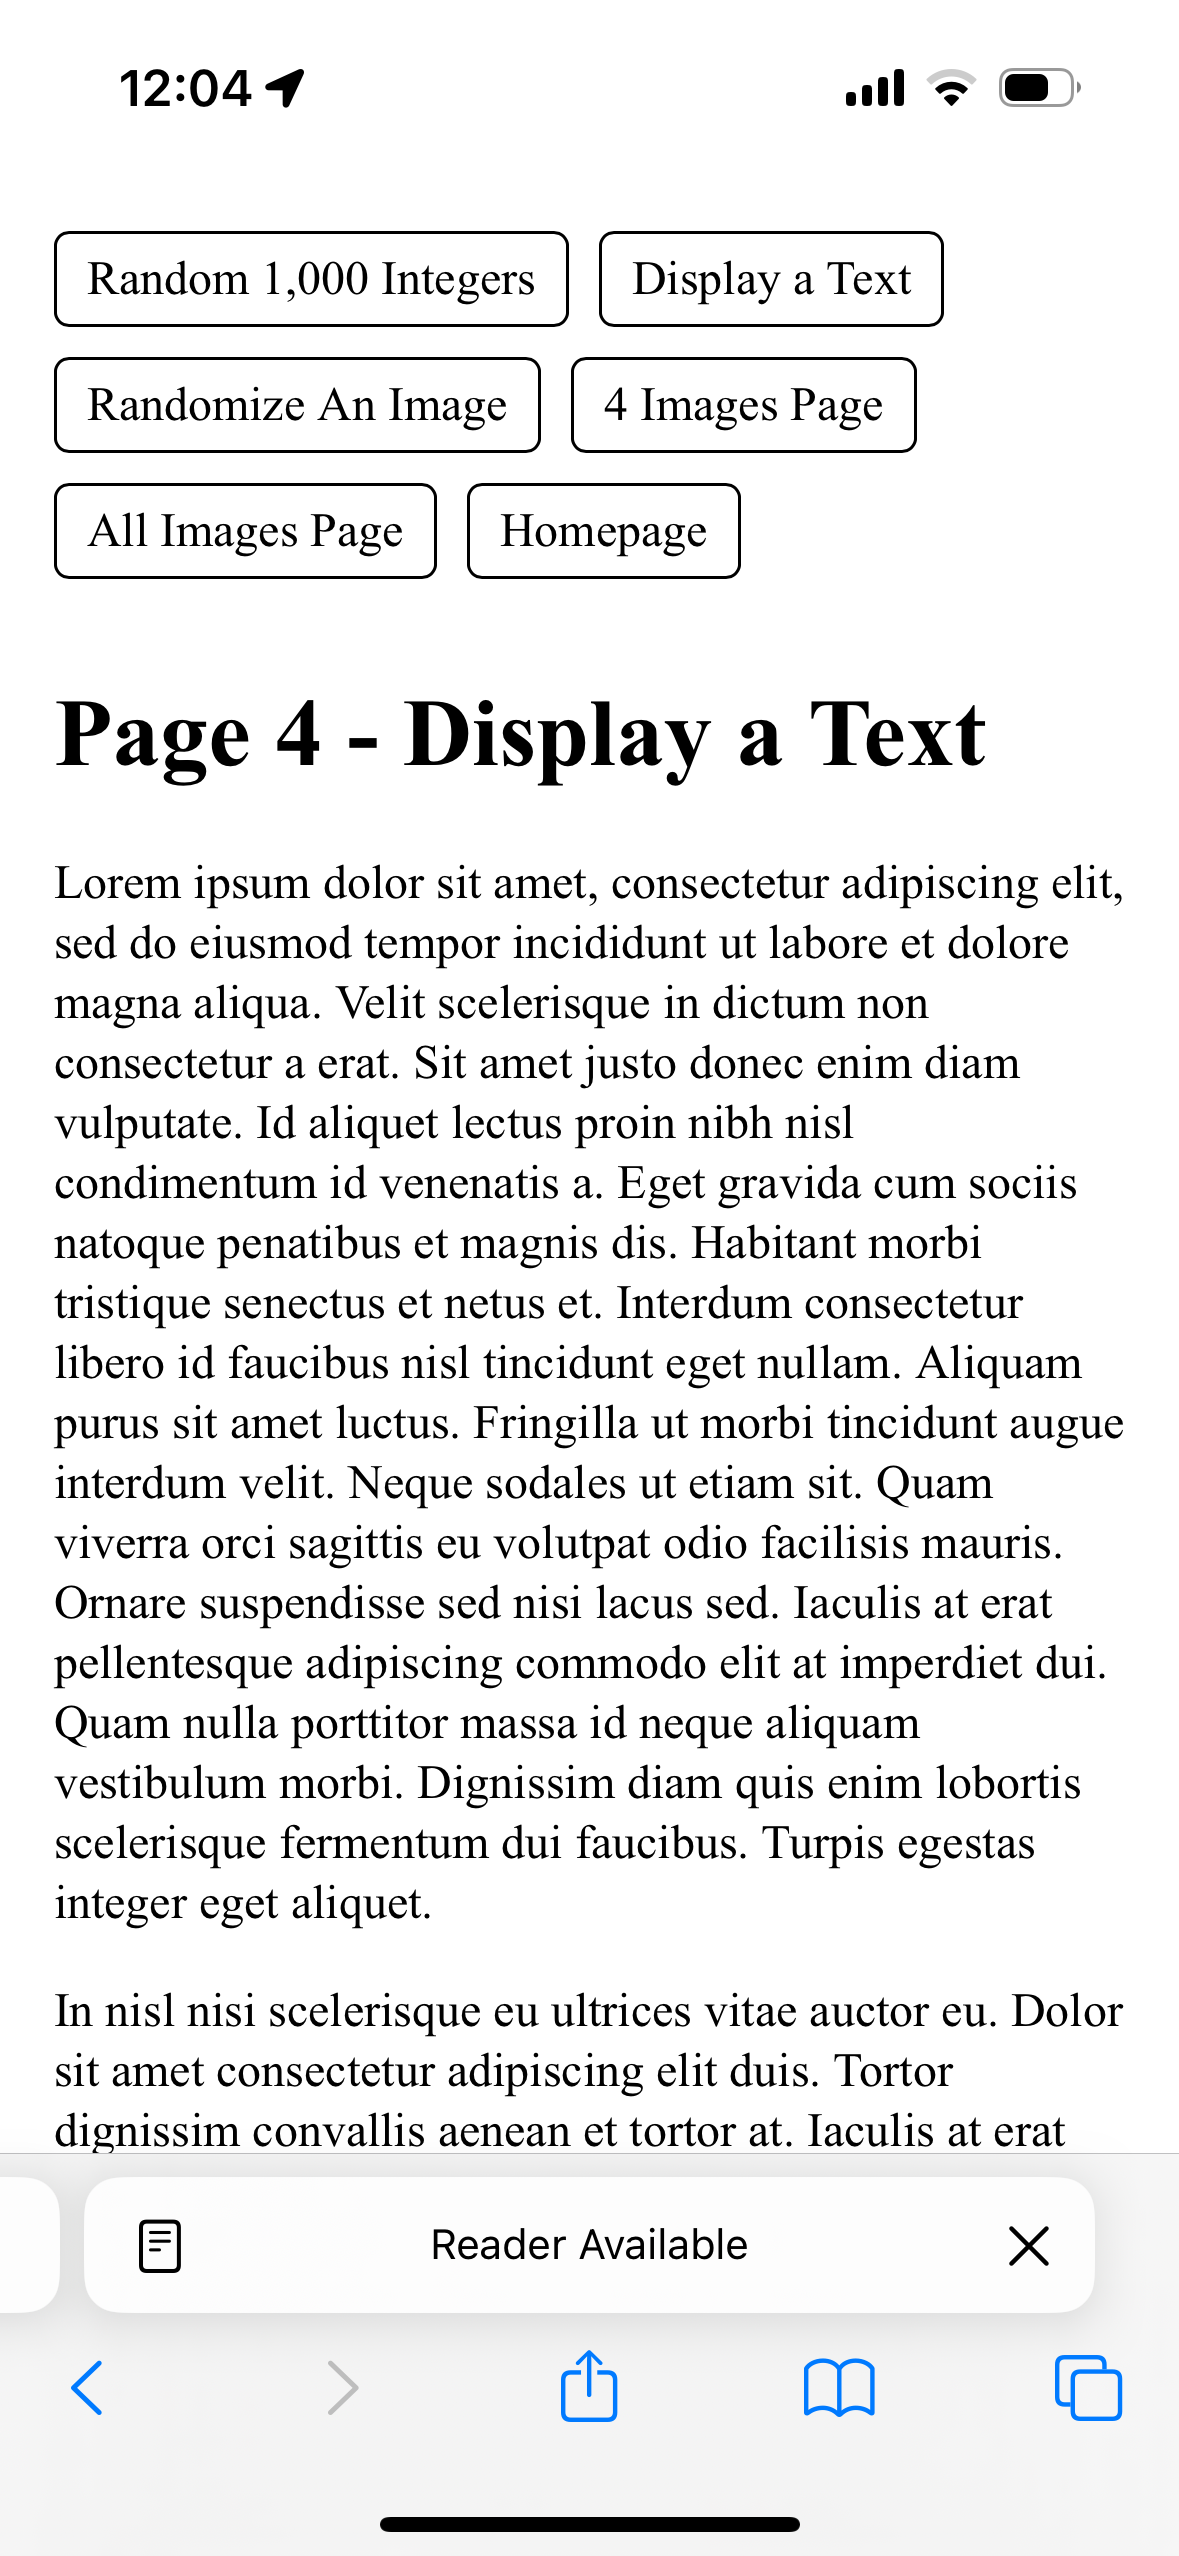 12:04
Random 1,000 Integers
Display a Text
Randomize An Image
4 Images Page
All Images Page
Homepage
Page 4 - Display a Text
Lorem ipsum dolor sit amet, consectetur adipiscing elit,
sed do eiusmod tempor incididunt ut labore et dolore
magna aliqua. Velit scelerisque in dictum non
consectetur a erat. Sit amet justo donec enim diam
vulputate. Id aliquet lectus proin nibh nisl
condimentum id venenatis a. Eget gravida cum sociis
natoque penatibus et magnis dis. Habitant morbi
tristique senectus et netus et. Interdum consectetur
libero id faucibus nisl tincidunt eget nullam. Aliquam
purus sit amet luctus. Fringilla ut morbi tincidunt augue
interdum velit. Neque sodales ut etiam sit. Quam
viverra orci sagittis eu volutpat odio facilisis mauris.
Ornare suspendisse sed nisi lacus sed. Iaculis at erat
pellentesque adipiscing commodo elit at imperdiet dui.
Quam nulla porttitor massa id neque aliquam
vestibulum morbi. Dignissim diam quis enim lobortis
scelerisque fermentum dui faucibus. Turpis egestas
integer eget aliquet.
In nisl nisi scelerisque eu ultrices vitae auctor eu. Dolor
sit amet consectetur adipiscing elit duis. Tortor
dignissim convallis aenean et tortor at. Iaculis at erat
Reader Available